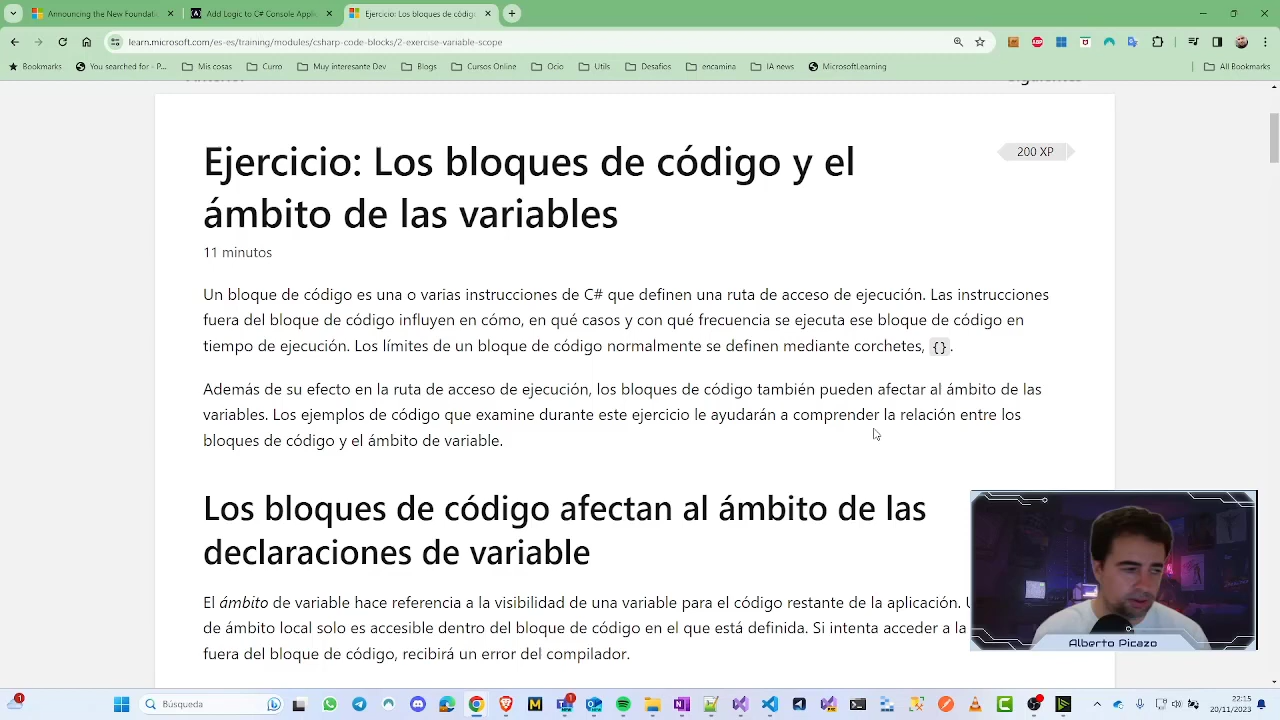 Announcing the New Foundatic
Add Logic to C# Console Applic
Ejercicio: Los bloques de códig
learn.microsoft.com/es-es/training/modules/csharp-code-blocks/2-exercise-variable-scope
Bookmarks
You searched for - P...
Mis cosas
Curro
Muy interesante Dev
Blogs
Cursos Online
Ocio
Utils
Desafios
encamina
IA news
MicrosoftLearning
All Bookmarks
Ejercicio: Los bloques de código y el
ámbito de las variables
200 XP
11 minutos
Un bloque de código es una o varias instrucciones de C# que definen una ruta de acceso de ejecución. Las instrucciones
fuera del bloque de código influyen en cómo, en qué casos y con qué frecuencia se ejecuta ese bloque de código en
tiempo de ejecución. Los límites de un bloque de código normalmente se definen mediante corchetes, {}.
Además de su efecto en la ruta de acceso de ejecución, los bloques de código también pueden afectar al ámbito de las
variables. Los ejemplos de código que examine durante este ejercicio le ayudarán a comprender la relación entre los
bloques de código y el ámbito de variable.
Los bloques de código afectan al ámbito de las
declaraciones de variable
El ámbito de variable hace referencia a la visibilidad de una variable para el código restante de la aplicación.
de ámbito local solo es accesible dentro del bloque de código en el que está definida. Si intenta acceder a la
fuera del bloque de código, recibirá un error del compilador.
Alberto Picazo
Búsqueda
22:15
20/11/2023